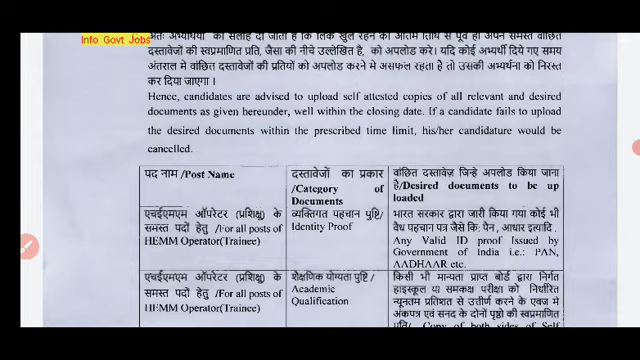 अतः अभ्यर्थियों को सलाह दी जाती है कि लिंक खुले रहने की अंतिम तिथि से पूर्व ही अपने समस्त वांछित
Info Govt Jobs
दस्तावेजों की स्वप्रमाणित प्रति, जैसा की नीचे उल्लेखित है, को अपलोड करे। यदि कोई अभ्यर्थी दिये गए समय
अंतराल मे वांछित दस्तावेजों की प्रतियों को अपलोड करने मे असफल रहता है तो उसकी अभ्यर्थना को निरस्त
कर दिया जाएगा।
Hence, candidates are advised to upload self attested copies of all relevant and desired
documents as given hereunder, well within the closing date. If a candidate fails to upload
the desired documents within the prescribed time limit, his/her candidature would be
cancelled.
पद नाम /Post Name
दस्तावेजों का प्रकार
/Category of
Documents
वांछित दस्तावेज़ जिन्हे अपलोड किया जाना
है/Desired documents to be up
loaded
एचईएमएम ऑपरेटर (प्रशिक्षु) के
समस्त पदों हेतु /For all posts of
HEMM Operator(Trainee)
व्यक्तिगत पहचान पुष्टि /
Identity Proof
भारत सरकार द्वारा जारी किया गया कोई भी
वैध पहचान पत्र जैसे कि: पैन, आधार इत्यादि.
Any Valid ID proof Issued by
Government of India i.e.: PAN,
AADHAAR etc.
एचईएमएम ऑपरेटर (प्रशिक्षु) के
समस्त पदों हेतु /For all posts of
HEMM Operator(Trainee)
शैक्षणिक योग्यता पुष्टि /
Academic
Qualification
किसी भी मान्यता प्राप्त बोर्ड द्वारा निर्गत
हाइस्कूल या समकक्ष परीक्षा को निर्धारित
न्यूनतम प्रतिशत से उत्तीर्ण करने के एवज मे
अंकपत्र एवं सनद के दोनों पृष्ठो की स्वप्रमाणित
प्रति/ Copy of both sides of Self